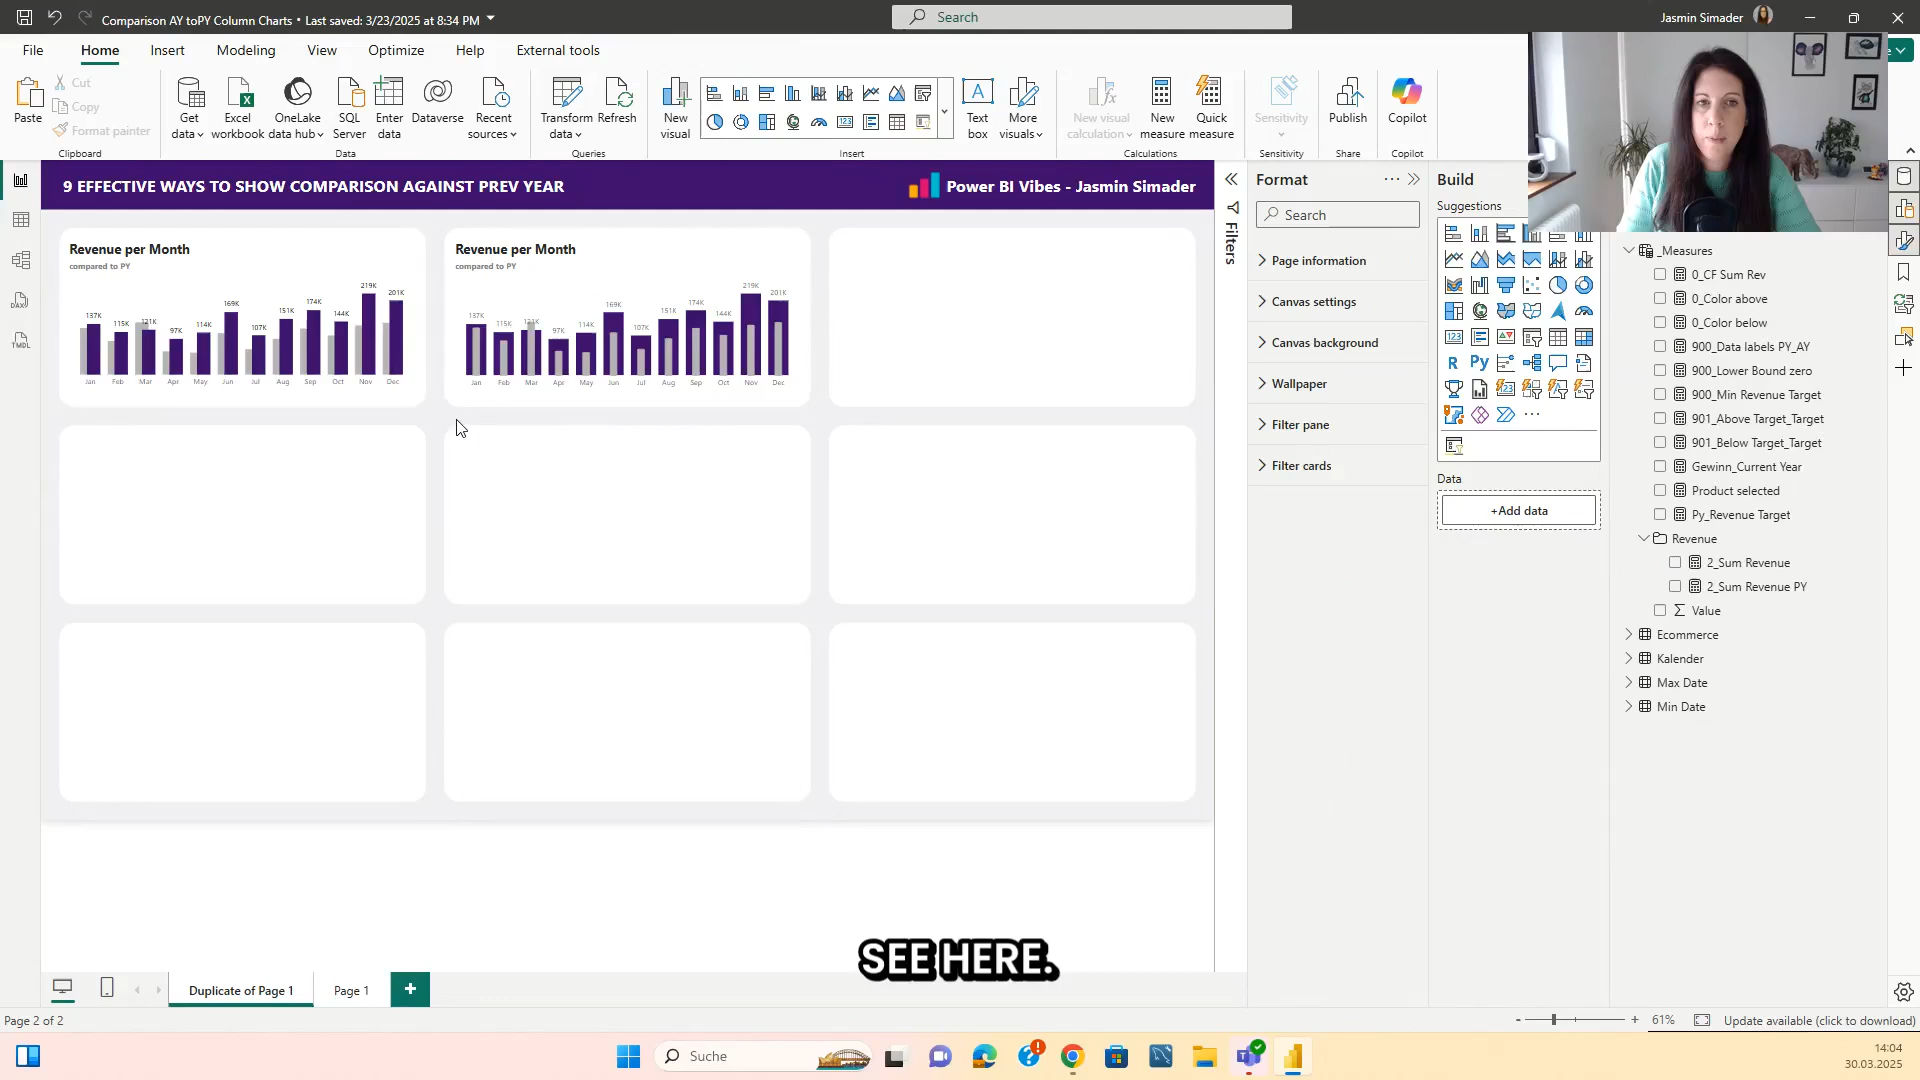 Comparison AY toPY Column Charts • Last saved: 3/23/2025 at 8:34 PM
Search
Jasmin Simader
File
Home
Insert
Modeling
View
Optimize
Help
External tools
Paste
Cut
Copy
Format painter
Clipboard
Get data
Excel workbook
OneLake data hub
SQL Server
Enter data
Dataverse
Recent sources
Data
Transform data
Refresh
Queries
New visual
Text box
More visuals
Insert
New visual calculation
New measure
Quick measure
Calculations
Sensitivity
Sensitivity
Publish
Share
Copilot
Copilot
9 EFFECTIVE WAYS TO SHOW COMPARISON AGAINST PREV YEAR
Power BI Vibes - Jasmin Simader
Revenue per Month
compared to PY
137K 115K 121K 97K 114K 169K 107K 151K 174K 144K 219K 201K
Jan Feb Mar Apr May Jun Jul Aug Sep Oct Nov Dec
Revenue per Month
compared to PY
137K 115K 121K 97K 114K 169K 107K 151K 174K 144K 219K 201K
Jan Feb Mar Apr May Jun Jul Aug Sep Oct Nov Dec
Filters
Format
Search
Page information
Canvas settings
Canvas background
Wallpaper
Filter pane
Filter cards
Build
Suggestions
Data
+Add data
_Measures
0_CF Sum Rev
0_Color above
0_Color below
900_Data labels PY_AY
900_Lower Bound zero
900_Min Revenue Target
901_Above Target_Target
901_Below Target_Target
Gewinn_Current Year
Product selected
Py_Revenue Target
Revenue
2_Sum Revenue
2_Sum Revenue PY
Value
Ecommerce
Kalender
Max Date
Min Date
SEE HERE.
Duplicate of Page 1
Page 1
Page 2 of 2
61%
Update available (click to download)
Suche
14:04
30.03.2025